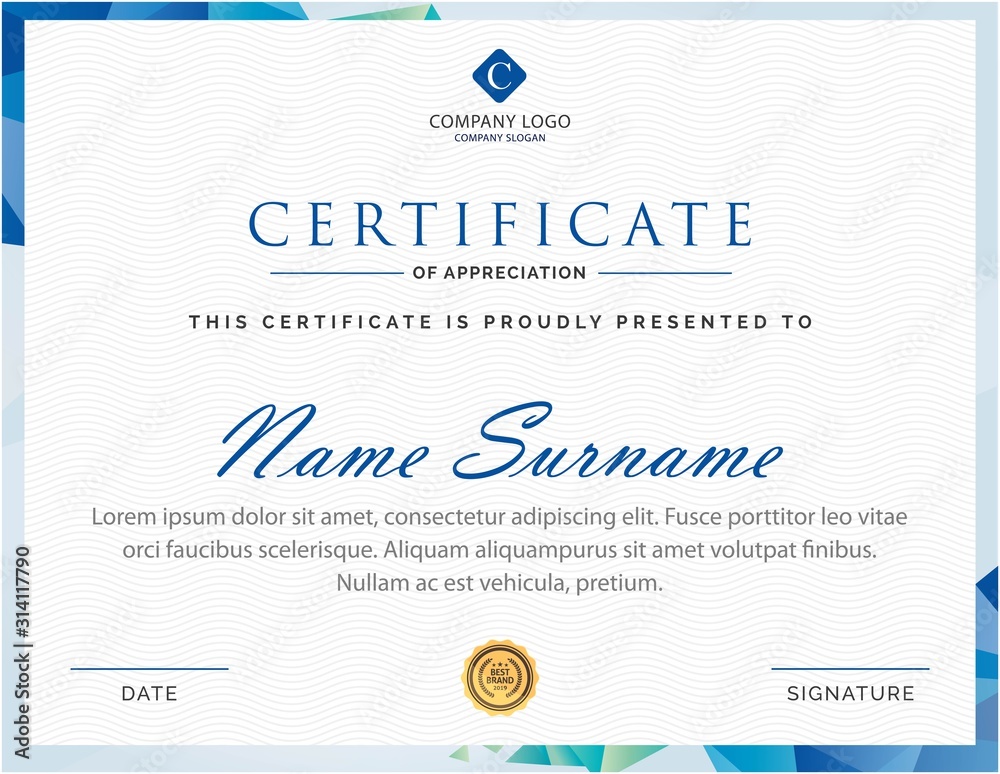 C
COMPANY LOGO
COMPANY SLOGAN
CERTIFICATE
OF APPRECIATION
THIS CERTIFICATE IS PROUDLY PRESENTED TO
Name Surname
Lorem ipsum dolor sit amet, consectetur adipiscing elit. Fusce porttitor leo vitae
orci faucibus scelerisque. Aliquam aliquampurus sit amet volutpat finibus.
Nullam ac est vehicula, pretium.
BEST
BRAND
2019
DATE
SIGNATURE
Adobe Stock | #314117790